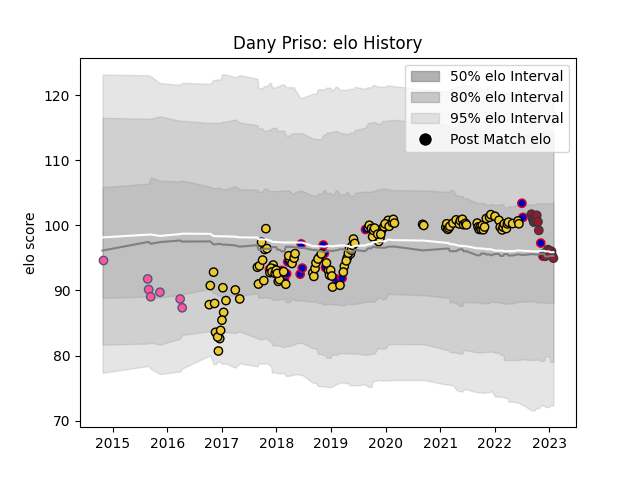 Dany Priso: elo History
50% elo Interval
80% elo Interval
95% elo Interval
Post Match elo
elo score
120
110
100
90
80
70
2015 2016 2017 2018 2019 2020 2021 2022 2023